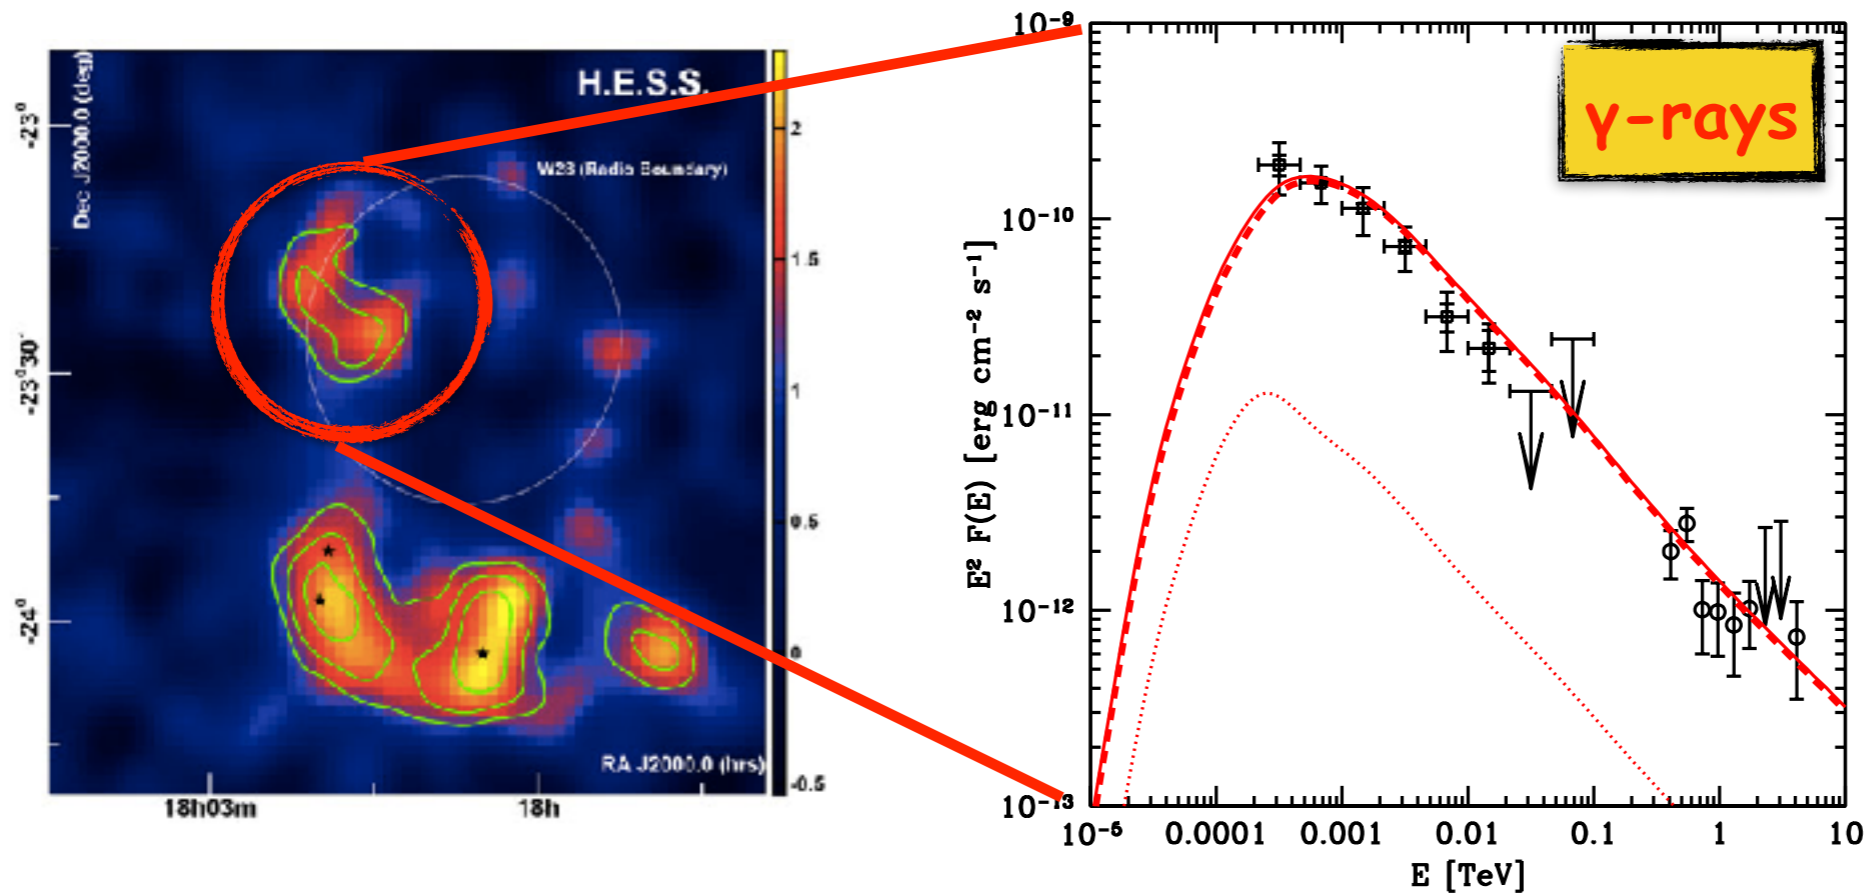 H.E.S.S.
Dec J2000.0 (deg)
-23°
-23°30'
-24°
W28 (Radio Boundary)
RA J2000.0 (hrs)
18h03m
18h
2
1.5
1
0.5
0
-0.5
γ-rays
E² F(E) [erg cm⁻² s⁻¹]
10⁻⁹
10⁻¹⁰
10⁻¹¹
10⁻¹²
10⁻¹³
10⁻⁵ 0.0001 0.001 0.01 0.1 1 10
E [TeV]